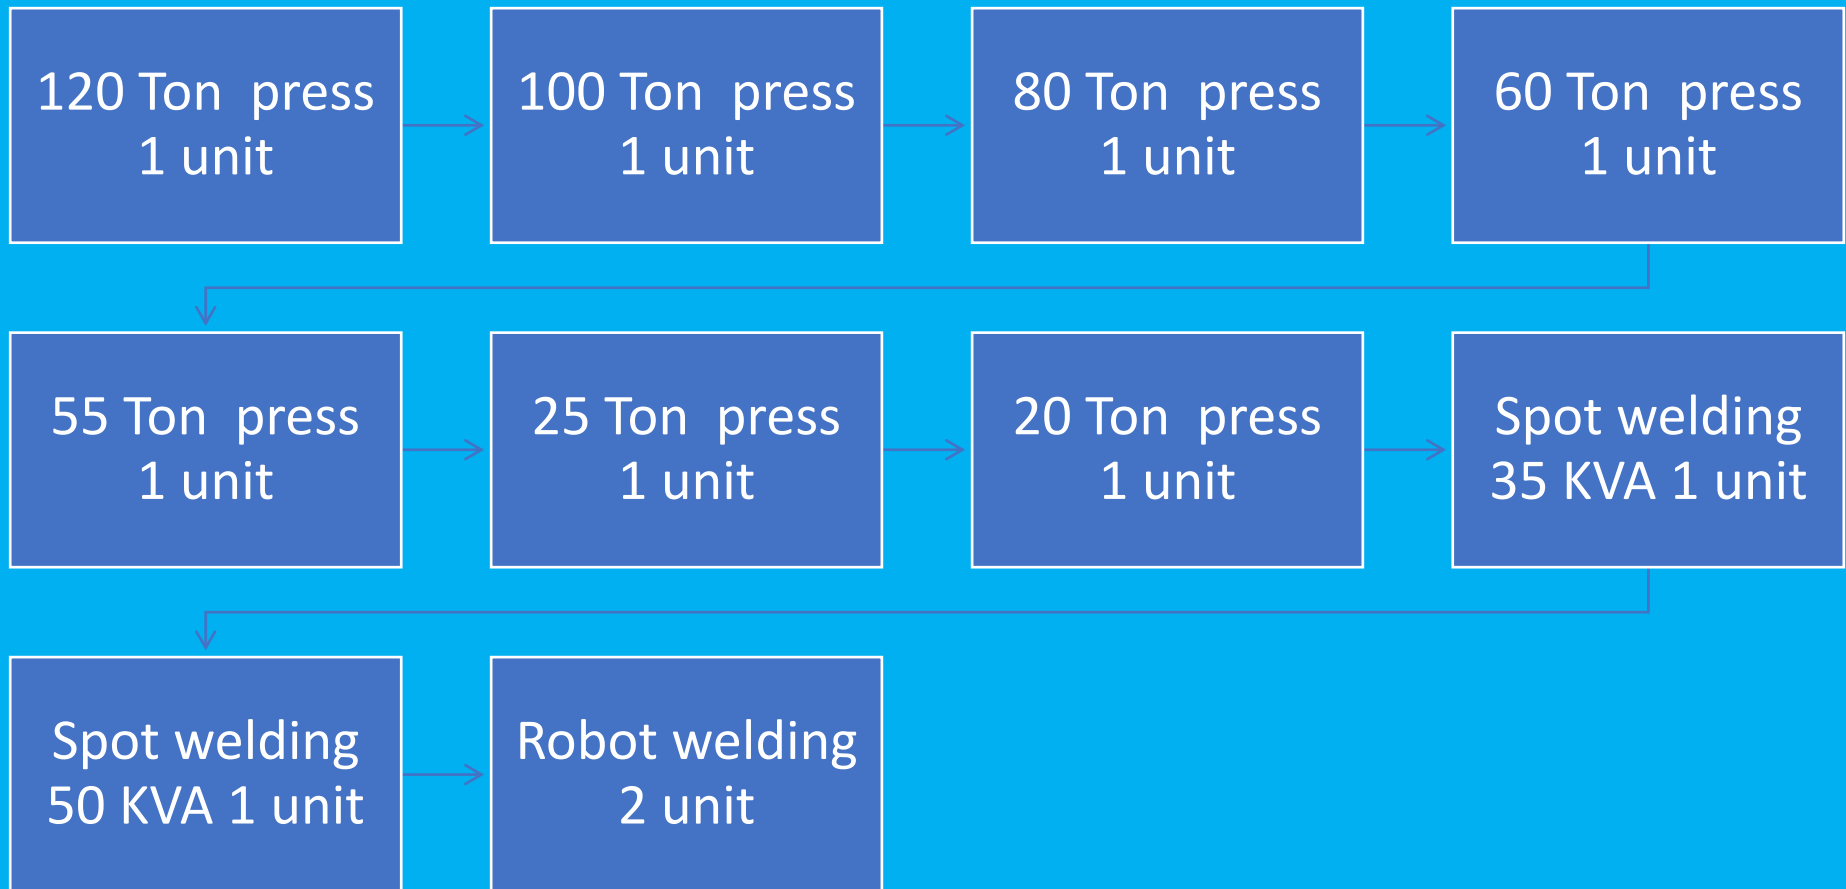 120 Ton  press
1 unit
100 Ton  press
1 unit
80 Ton  press
1 unit
60 Ton  press
1 unit
55 Ton  press
1 unit
25 Ton  press
1 unit
20 Ton  press
1 unit
Spot welding
35 KVA 1 unit
Spot welding
50 KVA 1 unit
Robot welding
2 unit